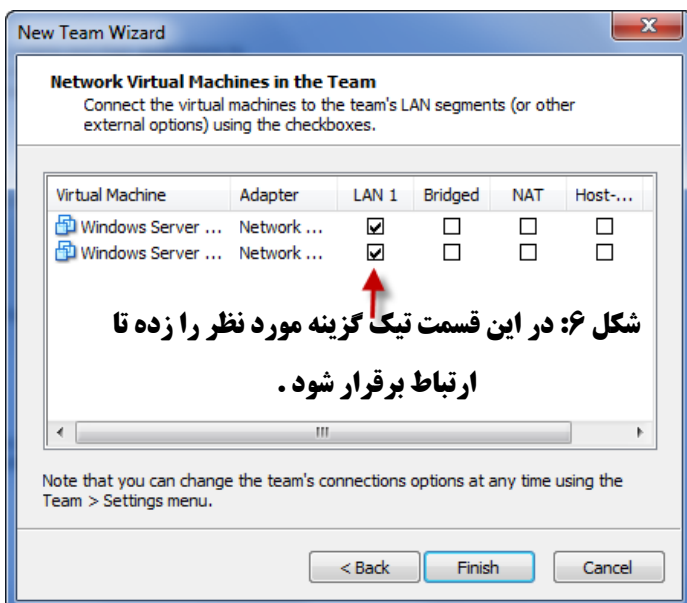 New Team Wizard
Network Virtual Machines in the Team
Connect the virtual machines to the team's LAN segments (or other
external options) using the checkboxes.
Virtual Machine Adapter LAN 1 Bridged NAT Host-...
Windows Server ... Network ...
Windows Server ... Network ...
شکل ۶: در این قسمت تیک گزینه مورد نظر را زده تا
ارتباط برقرار شود .
Note that you can change the team's connections options at any time using the
Team > Settings menu.
< Back Finish Cancel